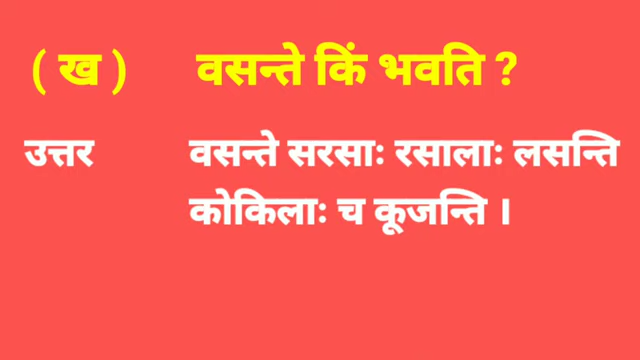 ( ख ) वसन्ते किं भवति ?
उत्तर वसन्ते सरसाः रसालाः लसन्ति
कोकिलाः च कूजन्ति ।